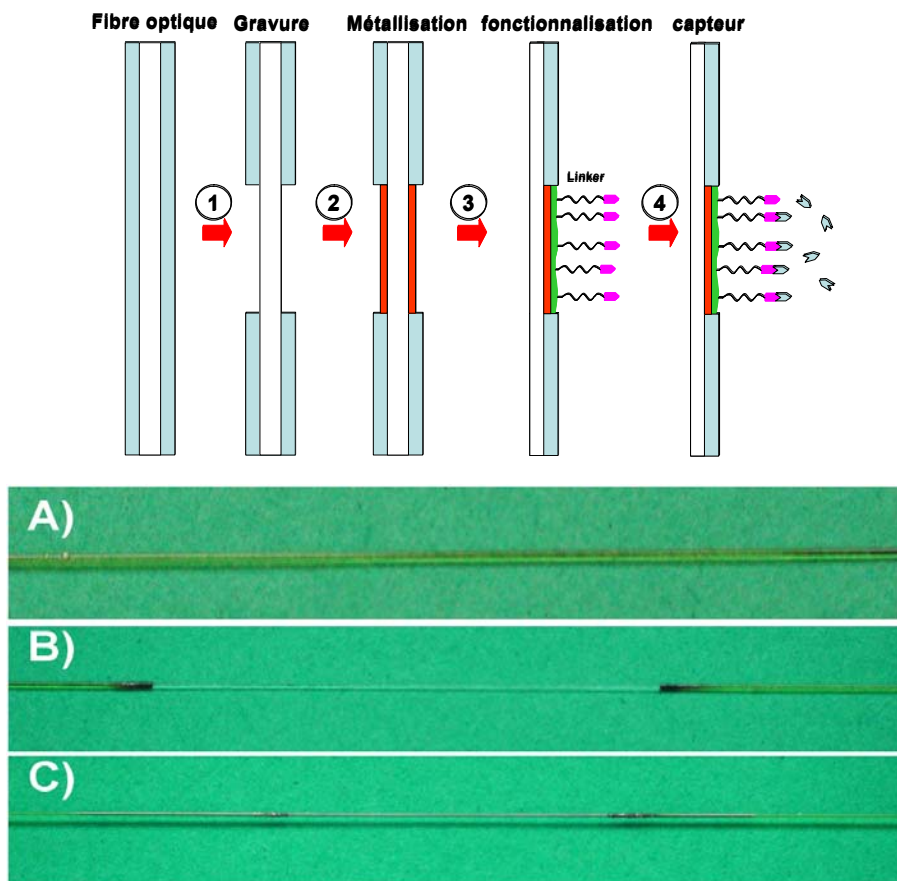 Fibre optique Gravure Métallisation fonctionnalisation capteur
Linker
1 2 3 4
A)
B)
C)